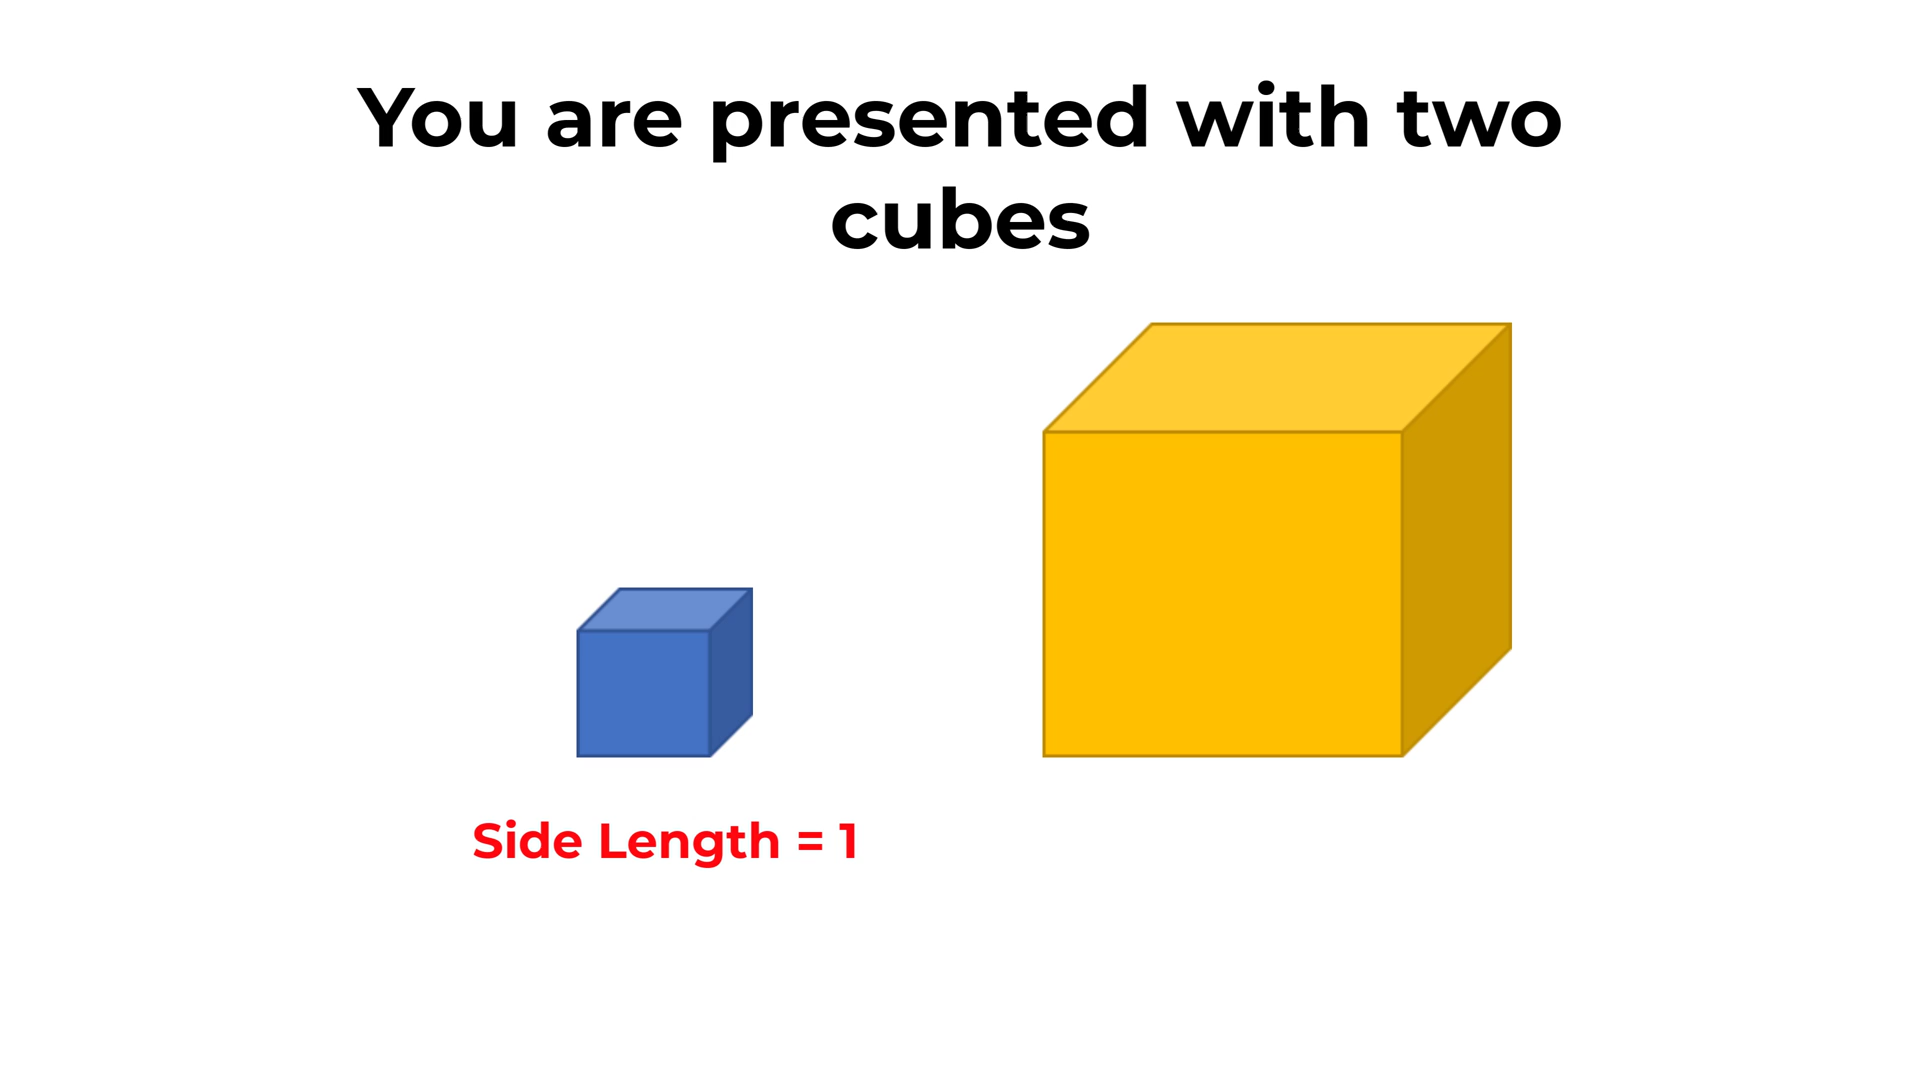 You are presented with two
cubes
Side Length = 1